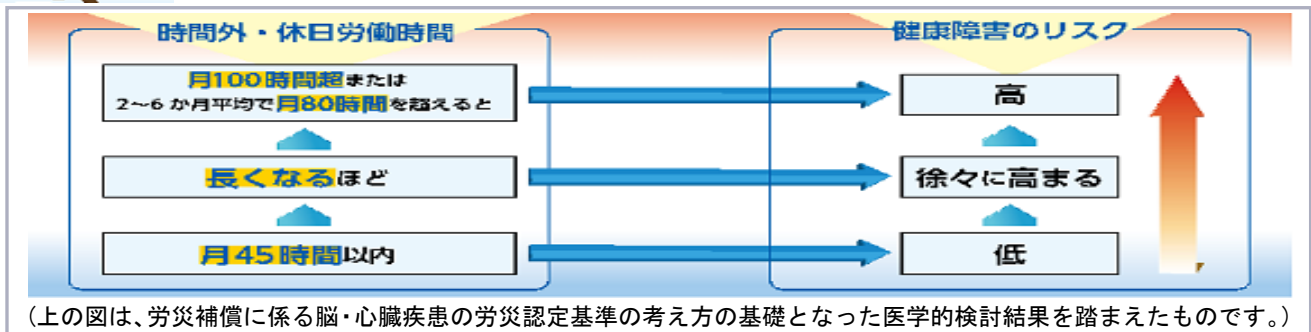 時間外・休日労働時間
月100時間超または
2～6か月平均で月80時間を超えると
長くなるほど
月45時間以内
健康障害のリスク
高
徐々に高まる
低
(上の図は、労災補償に係る脳・心臓疾患の労災認定基準の考え方の基礎となった医学的検討結果を踏まえたものです。)